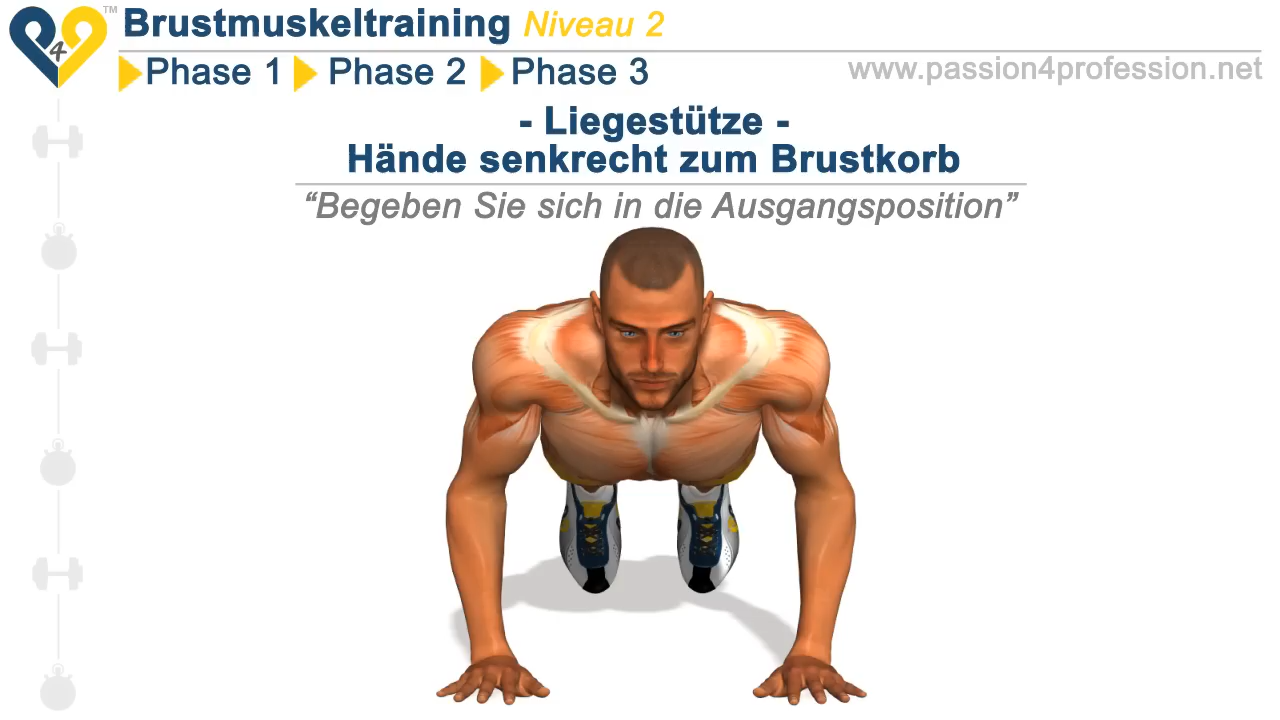 P4P™
Brustmuskeltraining Niveau 2
Phase 1 Phase 2 Phase 3
www.passion4profession.net
- Liegestütze -
Hände senkrecht zum Brustkorb
“Begeben Sie sich in die Ausgangsposition”